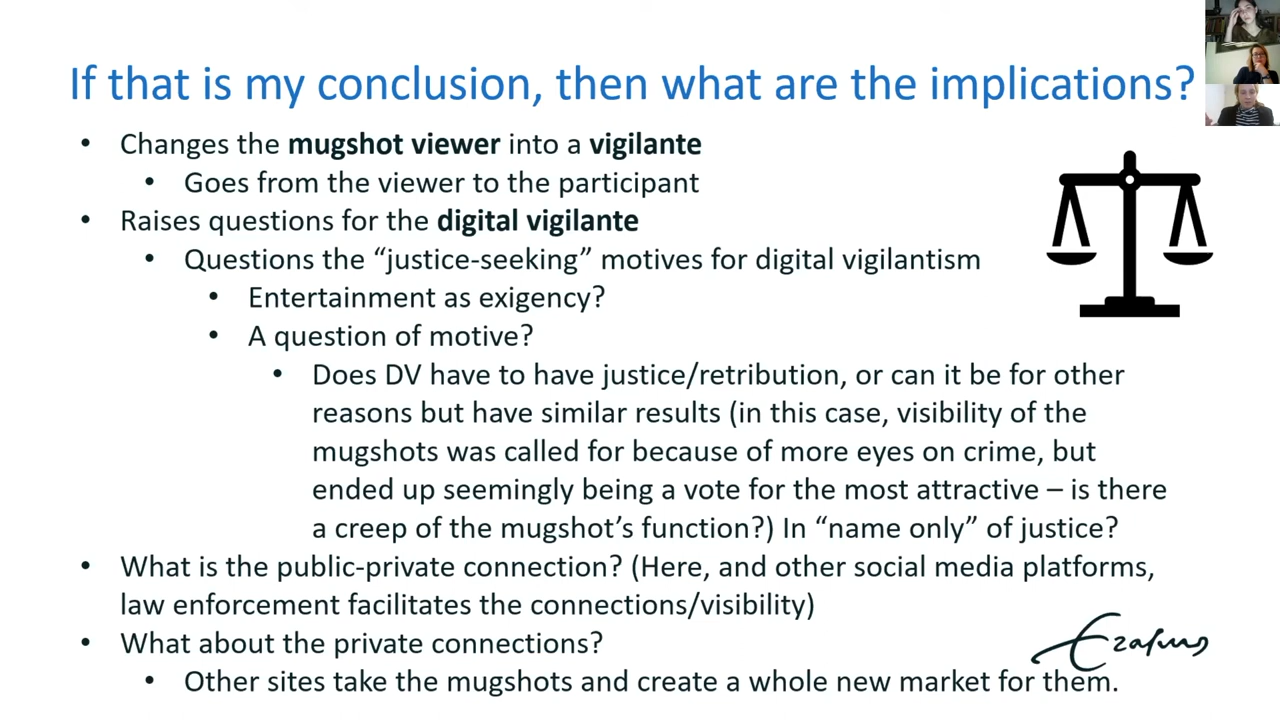 If that is my conclusion, then what are the implications?
• Changes the mugshot viewer into a vigilante
• Goes from the viewer to the participant
• Raises questions for the digital vigilante
• Questions the “justice-seeking” motives for digital vigilantism
• Entertainment as exigency?
• A question of motive?
• Does DV have to have justice/retribution, or can it be for other
reasons but have similar results (in this case, visibility of the
mugshots was called for because of more eyes on crime, but
ended up seemingly being a vote for the most attractive – is there
a creep of the mugshot’s function?) In “name only” of justice?
• What is the public-private connection? (Here, and other social media platforms,
law enforcement facilitates the connections/visibility)
• What about the private connections?
Erasmus
• Other sites take the mugshots and create a whole new market for them.